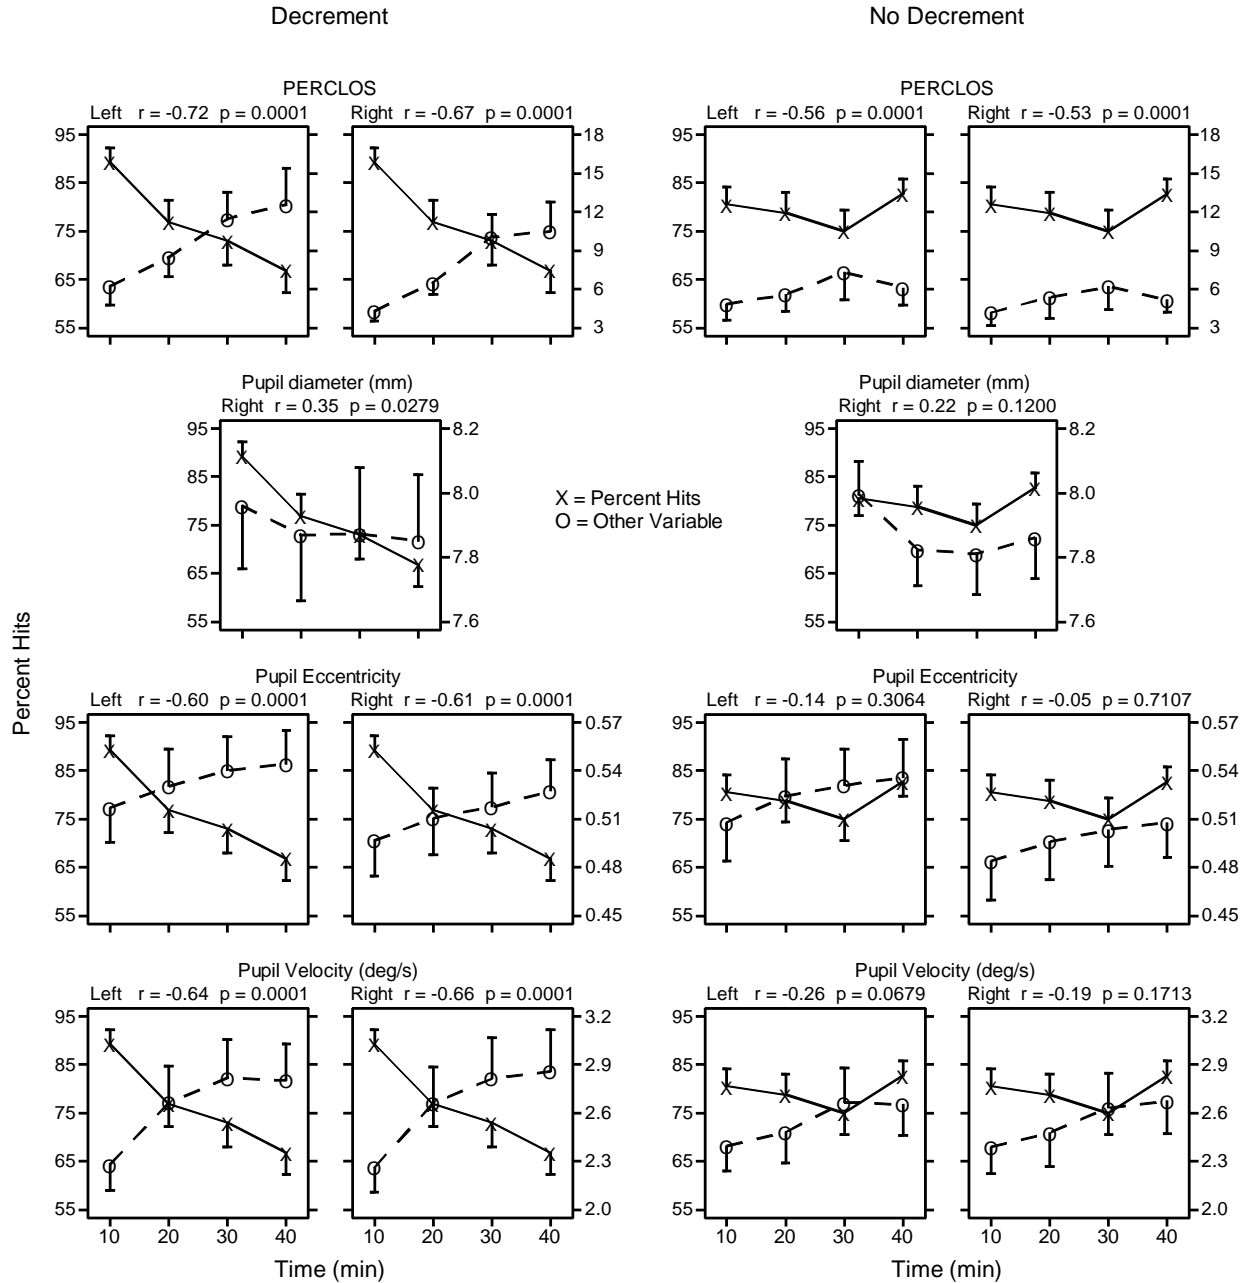 Decrement
No Decrement
PERCLOS
Left r = -0.72 p = 0.0001
Right r = -0.67 p = 0.0001
95
85
75
65
55
18
15
12
9
6
3
PERCLOS
Left r = -0.56 p = 0.0001
Right r = -0.53 p = 0.0001
95
85
75
65
55
18
15
12
9
6
3
Pupil diameter (mm)
Right r = 0.35 p = 0.0279
95
85
75
65
55
8.2
8.0
7.8
7.6
X = Percent Hits
O = Other Variable
Pupil diameter (mm)
Right r = 0.22 p = 0.1200
95
85
75
65
55
8.2
8.0
7.8
7.6
Percent Hits
Pupil Eccentricity
Left r = -0.60 p = 0.0001
Right r = -0.61 p = 0.0001
95
85
75
65
55
0.57
0.54
0.51
0.48
0.45
Pupil Eccentricity
Left r = -0.14 p = 0.3064
Right r = -0.05 p = 0.7107
95
85
75
65
55
0.57
0.54
0.51
0.48
0.45
Pupil Velocity (deg/s)
Left r = -0.64 p = 0.0001
Right r = -0.66 p = 0.0001
95
85
75
65
55
3.2
2.9
2.6
2.3
2.0
10 20 30 40
10 20 30 40
Time (min)
Pupil Velocity (deg/s)
Left r = -0.26 p = 0.0679
Right r = -0.19 p = 0.1713
95
85
75
65
55
3.2
2.9
2.6
2.3
2.0
10 20 30 40
10 20 30 40
Time (min)